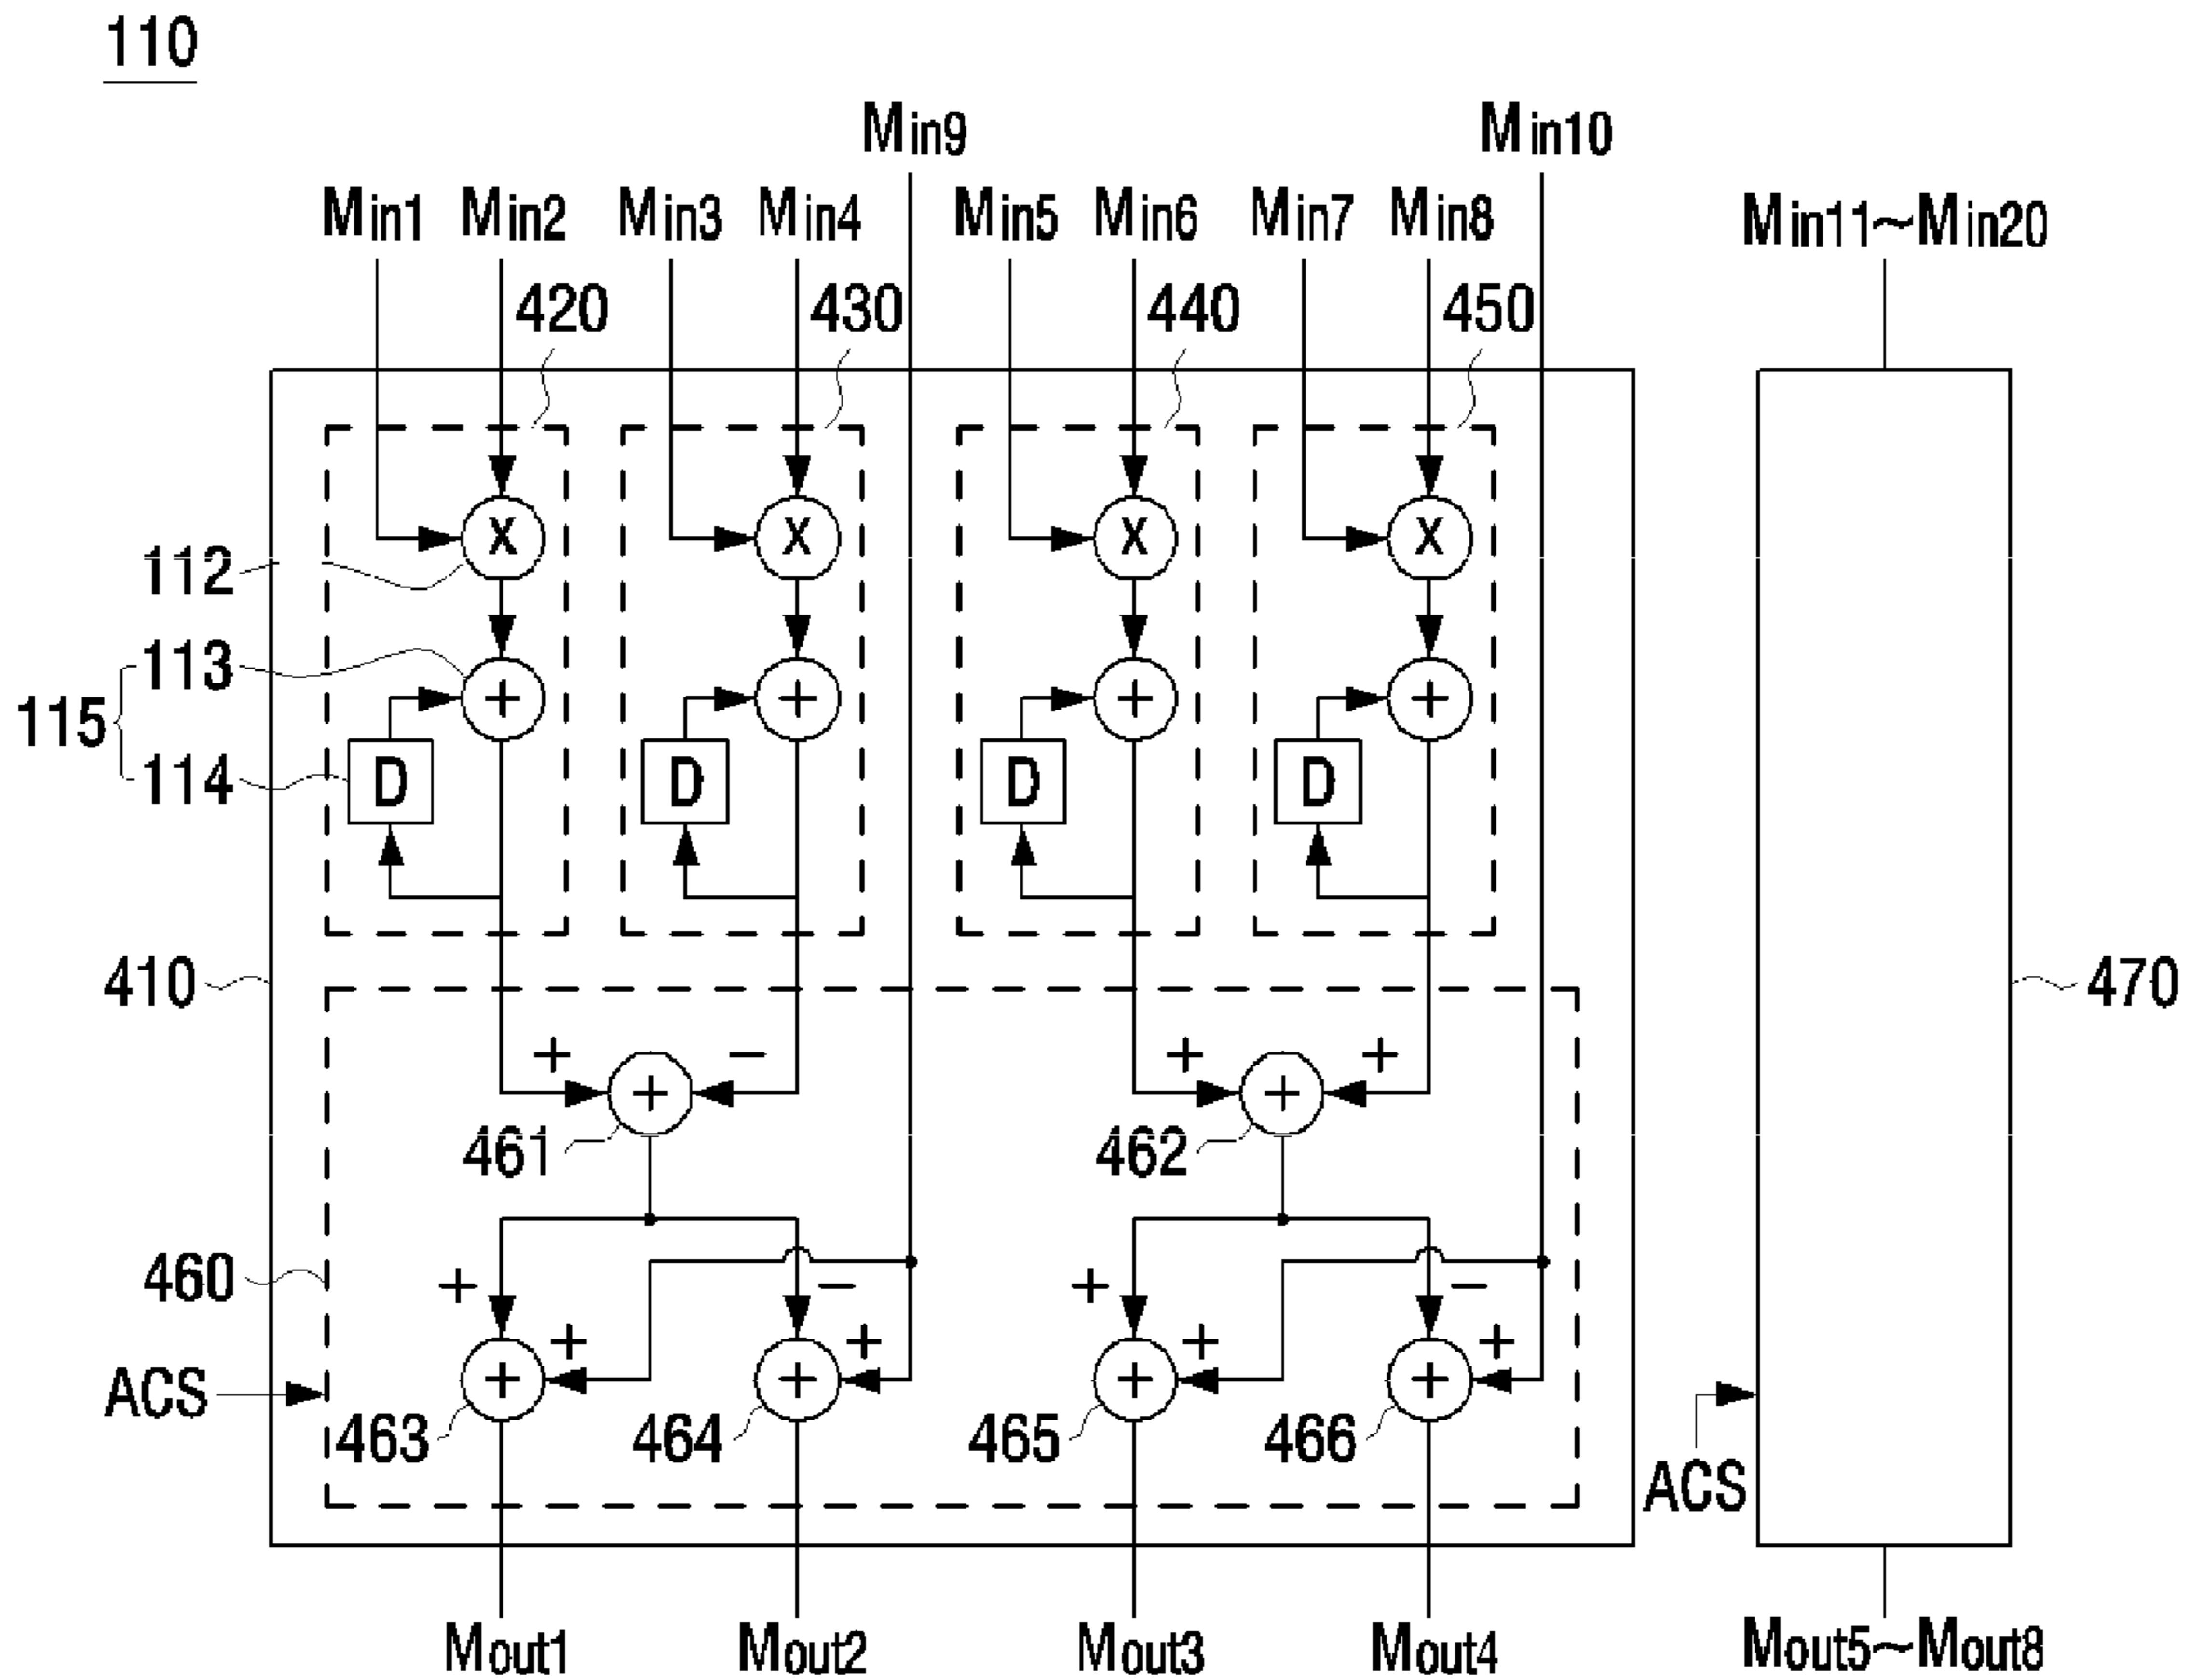 110
Min9 Min10
Min1 Min2 Min3 Min4 Min5 Min6 Min7 Min8 Min11~Min20
420 430 440 450
X X X X
112
113
+ + + +
115
114
D D D D
410 470
+ − + +
+ +
461 462
460
+ − + −
+ + + +
ACS
+ + + +
463 464 465 466
ACS
Mout1 Mout2 Mout3 Mout4 Mout5~Mout8